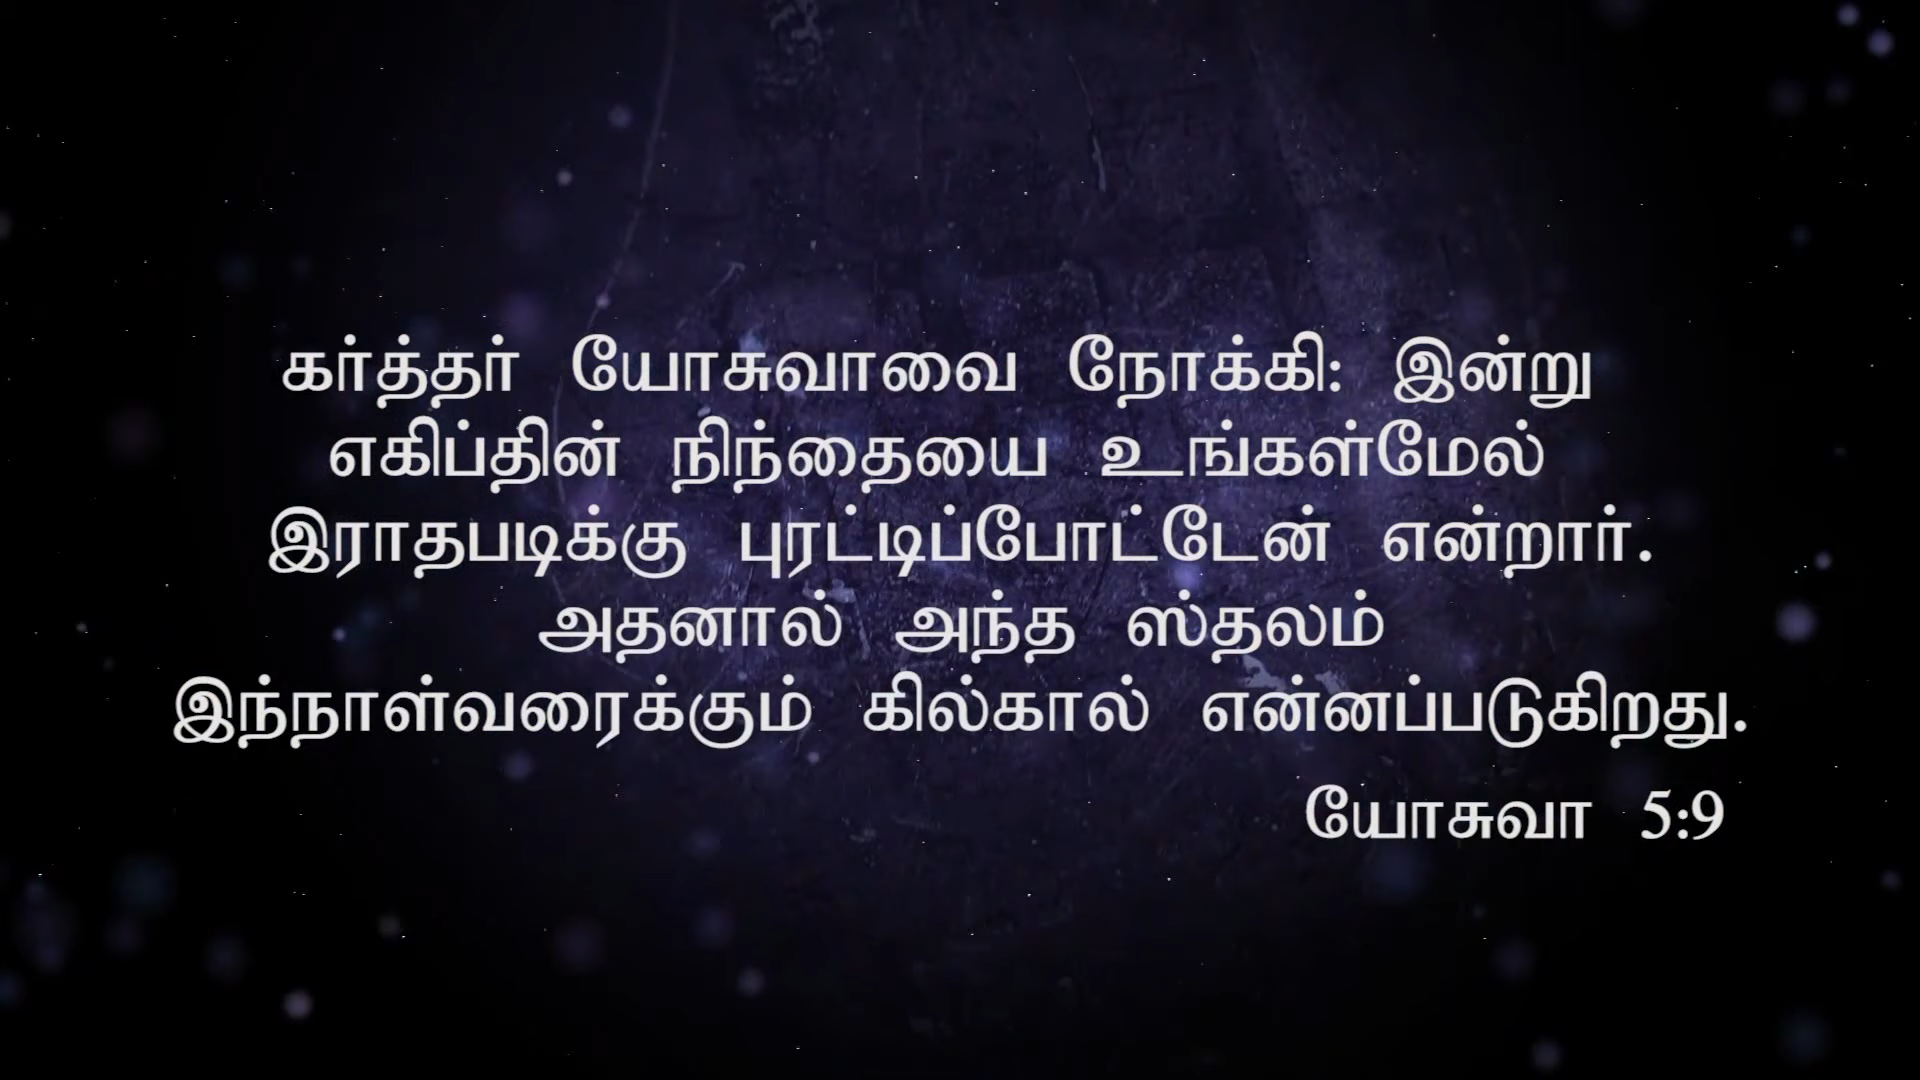 கர்த்தர் யோசுவாவை நோக்கி: இன்று
எகிப்தின் நிந்தையை உங்கள்மேல்
இராதபடிக்கு புரட்டிப்போட்டேன் என்றார்.
அதனால் அந்த ஸ்தலம்
இந்நாள்வரைக்கும் கில்கால் என்னப்படுகிறது.
யோசுவா 5:9